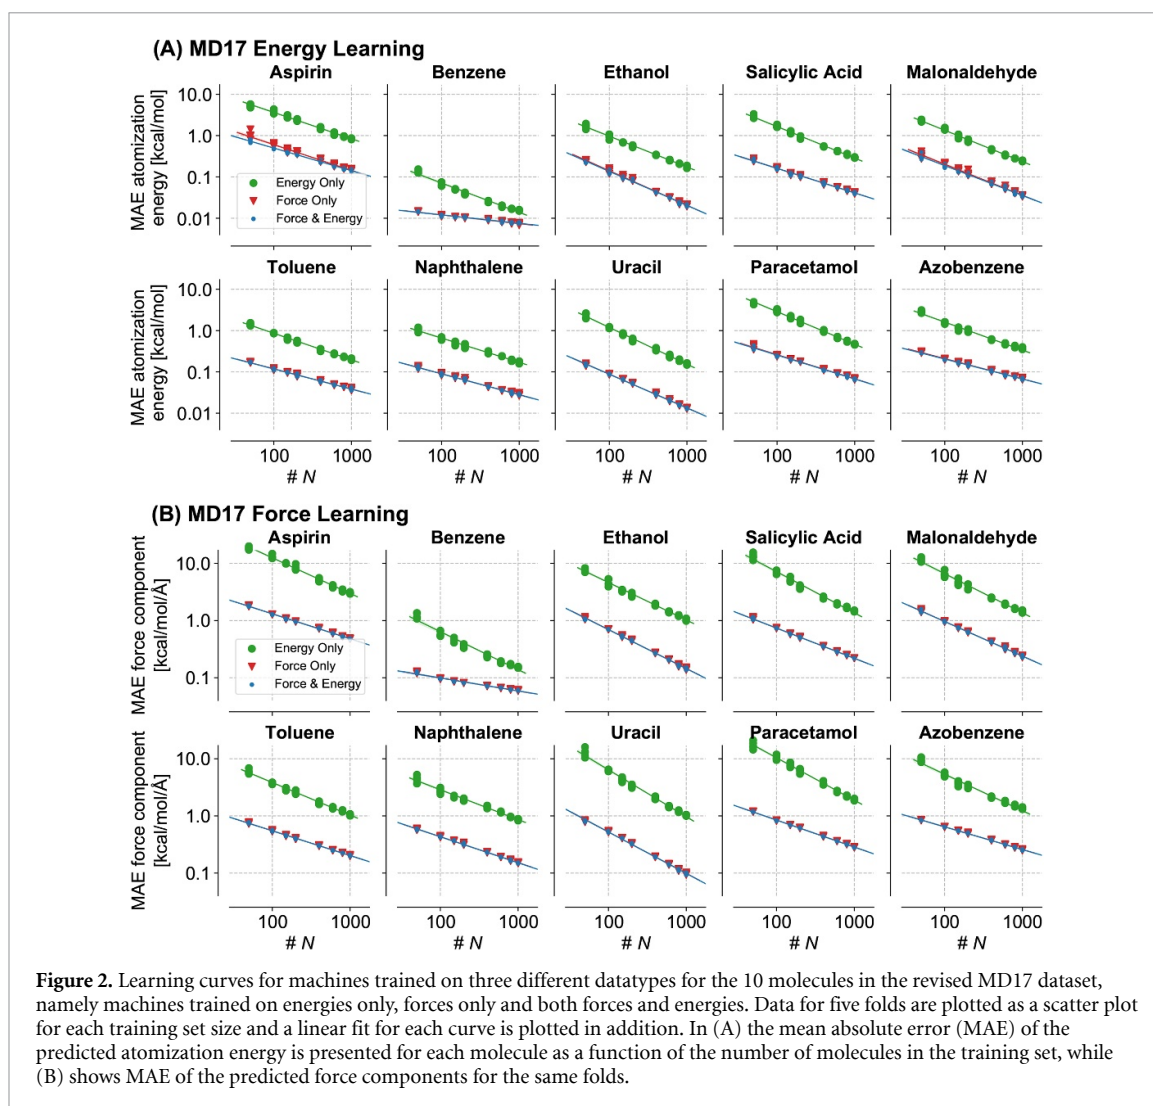 (A) MD17 Energy Learning
Aspirin Benzene Ethanol Salicylic Acid Malonaldehyde
MAE atomization
energy [kcal/mol]
10.0
1.0
0.1
0.01
Energy Only
Force Only
Force & Energy
Toluene Naphthalene Uracil Paracetamol Azobenzene
MAE atomization
energy [kcal/mol]
10.0
1.0
0.1
0.01
100 1000 100 1000 100 1000 100 1000 100 1000
# N # N # N # N # N
(B) MD17 Force Learning
Aspirin Benzene Ethanol Salicylic Acid Malonaldehyde
MAE force component
[kcal/mol/Å]
10.0
1.0
0.1
Energy Only
Force Only
Force & Energy
Toluene Naphthalene Uracil Paracetamol Azobenzene
MAE force component
[kcal/mol/Å]
10.0
1.0
0.1
100 1000 100 1000 100 1000 100 1000 100 1000
# N # N # N # N # N
Figure 2. Learning curves for machines trained on three different datatypes for the 10 molecules in the revised MD17 dataset,
namely machines trained on energies only, forces only and both forces and energies. Data for five folds are plotted as a scatter plot
for each training set size and a linear fit for each curve is plotted in addition. In (A) the mean absolute error (MAE) of the
predicted atomization energy is presented for each molecule as a function of the number of molecules in the training set, while
(B) shows MAE of the predicted force components for the same folds.